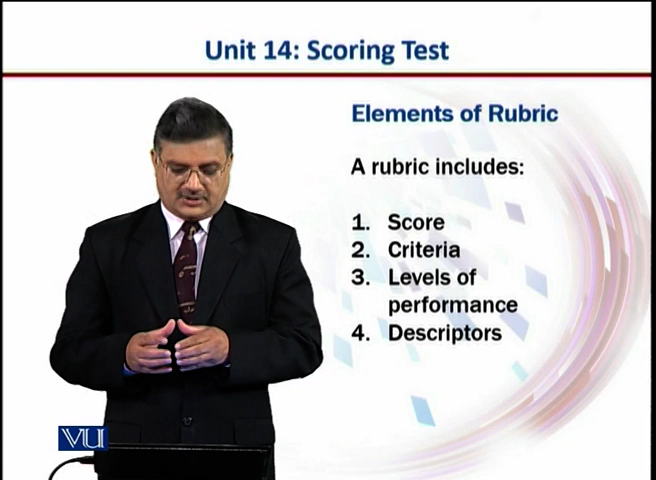 Unit 14: Scoring Test
Elements of Rubric
A rubric includes:
1. Score
2. Criteria
3. Levels of
performance
4. Descriptors
VU